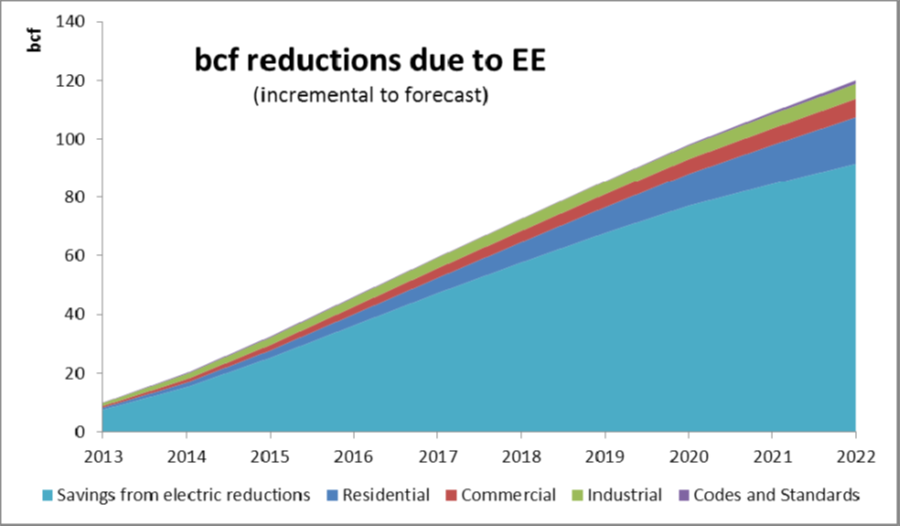 bcf
140
120
100
80
60
40
20
0
bcf reductions due to EE
(incremental to forecast)
2013 2014 2015 2016 2017 2018 2019 2020 2021 2022
Savings from electric reductions Residential Commercial Industrial Codes and Standards